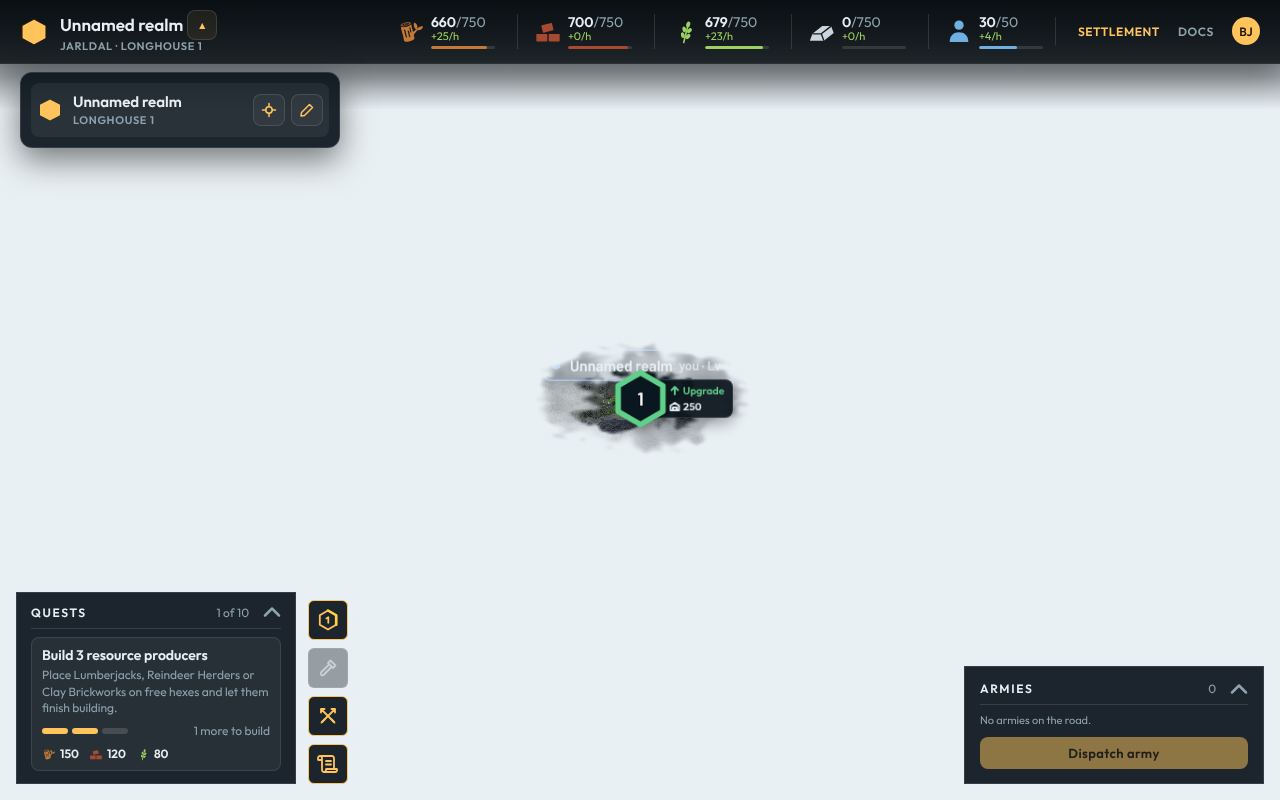 Unnamed realm ▲
JARLDAL · LONGHOUSE 1
660/750
+25/h
700/750
+0/h
679/750
+23/h
0/750
+0/h
30/50
+4/h
SETTLEMENT
DOCS
BJ
Unnamed realm
LONGHOUSE 1
Unnamed realm you · Lv
1
Upgrade
250
QUESTS
1 of 10
Build 3 resource producers
Place Lumberjacks, Reindeer Herders or
Clay Brickworks on free hexes and let them
finish building.
1 more to build
150 120 80
1
ARMIES
0
No armies on the road.
Dispatch army